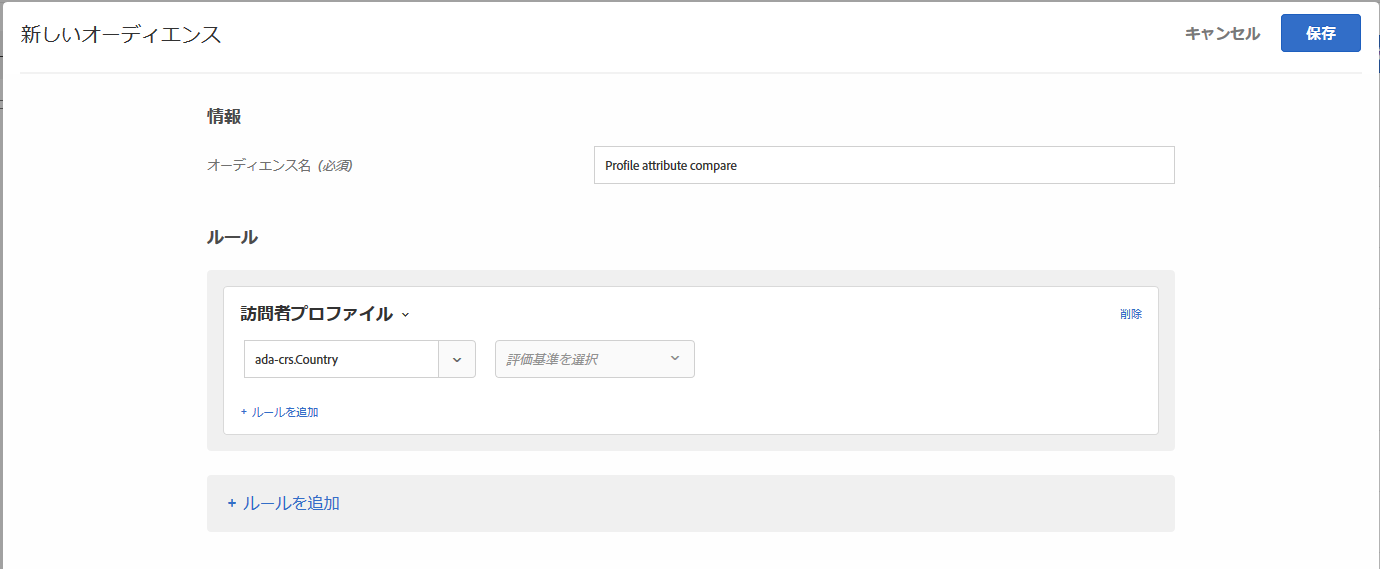 新しいオーディエンス
キャンセル
保存
情報
オーディエンス名 (必須)
Profile attribute compare
ルール
訪問者プロファイル
削除
ada-crs.Country
評価基準を選択
+ ルールを追加
+ ルールを追加